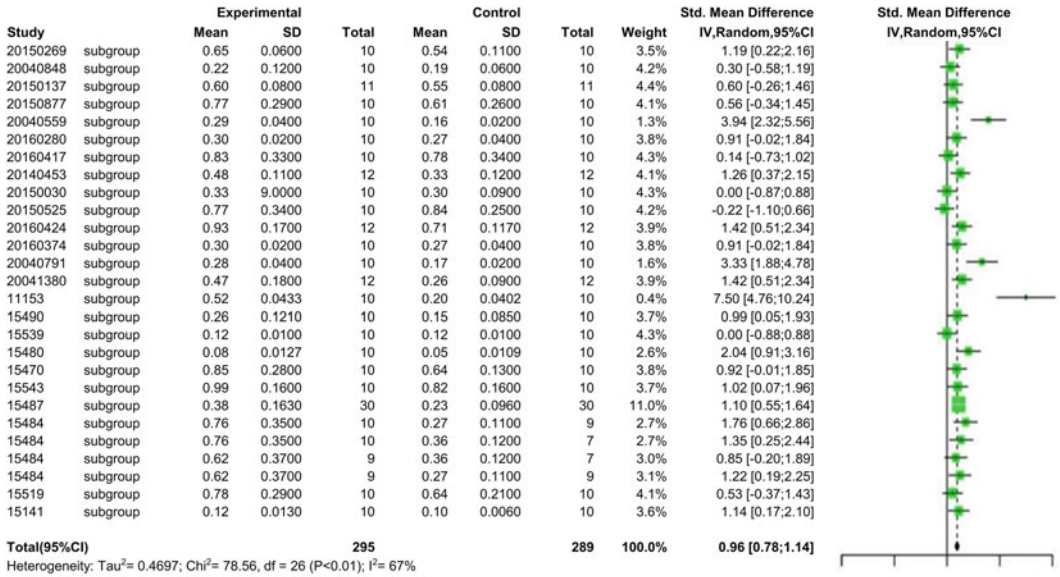 Experimental Control Std. Mean Difference Std. Mean Difference
Study Mean SD Total Mean SD Total Weight IV,Random,95%CI IV,Random,95%CI
20150269 subgroup 0.65 0.0600 10 0.54 0.1100 10 3.5% 1.19 [0.22;2.16]
20040848 subgroup 0.22 0.1200 10 0.19 0.0600 10 4.2% 0.30 [-0.58;1.19]
20150137 subgroup 0.60 0.0800 11 0.55 0.0800 11 4.4% 0.60 [-0.26;1.46]
20150877 subgroup 0.77 0.2900 10 0.61 0.2600 10 4.1% 0.56 [-0.34;1.45]
20040559 subgroup 0.29 0.0400 10 0.16 0.0200 10 1.3% 3.94 [2.32;5.56]
20160280 subgroup 0.30 0.0200 10 0.27 0.0400 10 3.8% 0.91 [-0.02;1.84]
20160417 subgroup 0.83 0.3300 10 0.78 0.3400 10 4.3% 0.14 [-0.73;1.02]
20140453 subgroup 0.48 0.1100 12 0.33 0.1200 12 4.1% 1.26 [0.37;2.15]
20150030 subgroup 0.33 9.0000 10 0.30 0.0900 10 4.3% 0.00 [-0.87;0.88]
20150525 subgroup 0.77 0.3400 10 0.84 0.2500 10 4.2% -0.22 [-1.10;0.66]
20160424 subgroup 0.93 0.1700 12 0.71 0.1170 12 3.9% 1.42 [0.51;2.34]
20160374 subgroup 0.30 0.0200 10 0.27 0.0400 10 3.8% 0.91 [-0.02;1.84]
20040791 subgroup 0.28 0.0400 10 0.17 0.0200 10 1.6% 3.33 [1.88;4.78]
20041380 subgroup 0.47 0.1800 12 0.26 0.0900 12 3.9% 1.42 [0.51;2.34]
11153 subgroup 0.52 0.0433 10 0.20 0.0402 10 0.4% 7.50 [4.76;10.24]
15490 subgroup 0.26 0.1210 10 0.15 0.0850 10 3.7% 0.99 [0.05;1.93]
15539 subgroup 0.12 0.0100 10 0.12 0.0100 10 4.3% 0.00 [-0.88;0.88]
15480 subgroup 0.08 0.0127 10 0.05 0.0109 10 2.6% 2.04 [0.91;3.16]
15470 subgroup 0.85 0.2800 10 0.64 0.1300 10 3.8% 0.92 [-0.01;1.85]
15543 subgroup 0.99 0.1600 10 0.82 0.1600 10 3.7% 1.02 [0.07;1.96]
15487 subgroup 0.38 0.1630 30 0.23 0.0960 30 11.0% 1.10 [0.55;1.64]
15484 subgroup 0.76 0.3500 10 0.27 0.1100 9 2.7% 1.76 [0.66;2.86]
15484 subgroup 0.76 0.3500 10 0.36 0.1200 7 2.7% 1.35 [0.25;2.44]
15484 subgroup 0.62 0.3700 9 0.36 0.1200 7 3.0% 0.85 [-0.20;1.89]
15484 subgroup 0.62 0.3700 9 0.27 0.1100 9 3.1% 1.22 [0.19;2.25]
15519 subgroup 0.78 0.2900 10 0.64 0.2100 10 4.1% 0.53 [-0.37;1.43]
15141 subgroup 0.12 0.0130 10 0.10 0.0060 10 3.6% 1.14 [0.17;2.10]
Total(95%CI) 295 289 100.0% 0.96 [0.78;1.14]
Heterogeneity: Tau²= 0.4697; Chi²= 78.56, df = 26 (P<0.01); I²= 67%